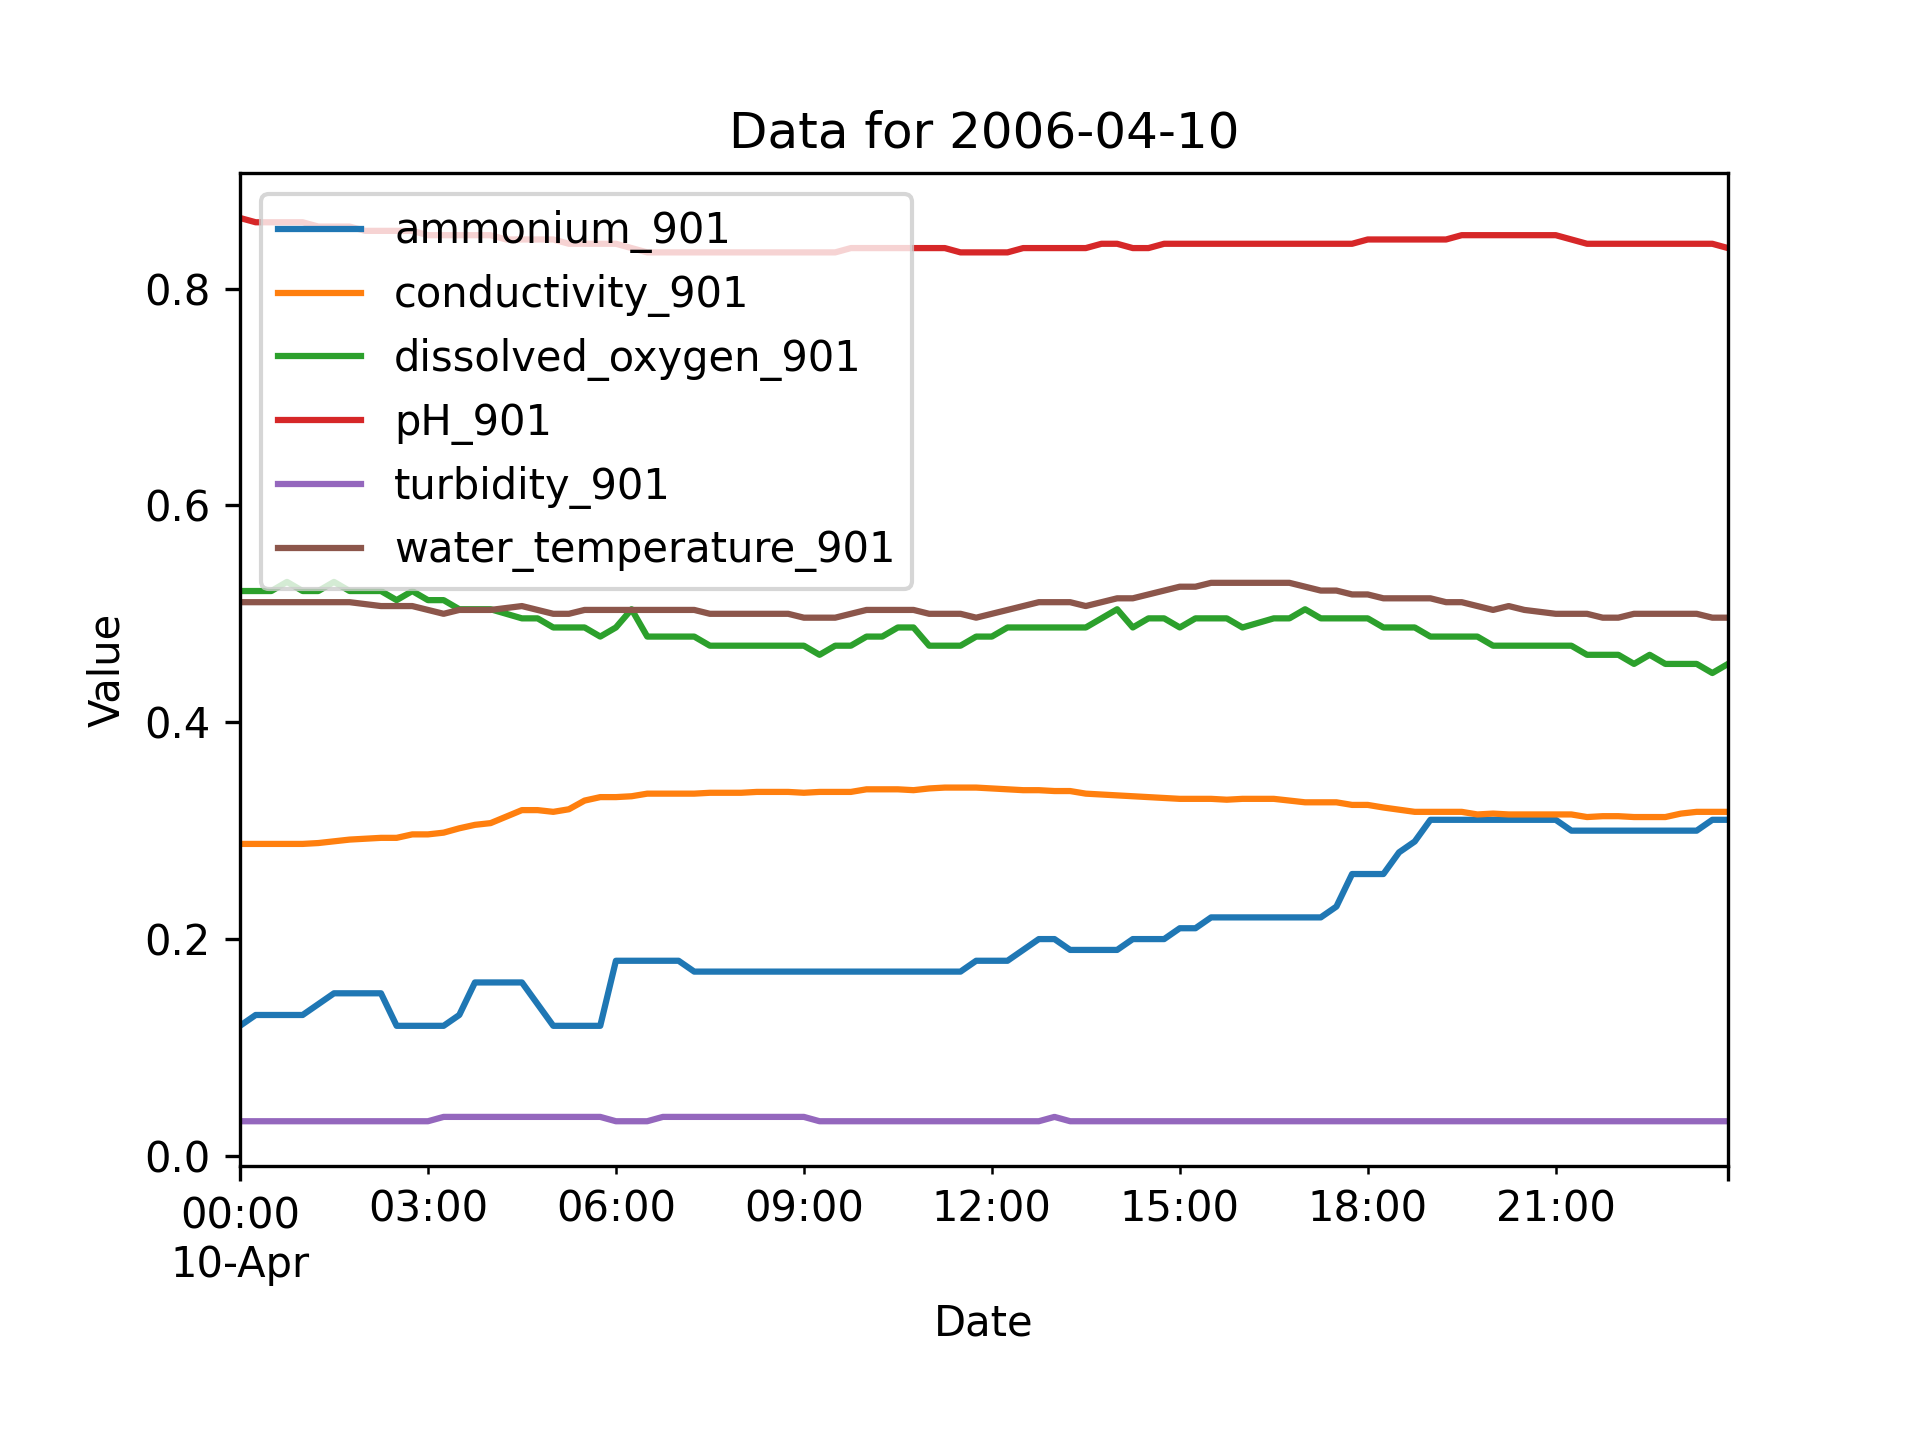 Data for 2006-04-10
ammonium_901
conductivity_901
dissolved_oxygen_901
pH_901
turbidity_901
water_temperature_901
0.8
0.6
0.4
0.2
0.0
Value
00:00 03:00 06:00 09:00 12:00 15:00 18:00 21:00
10-Apr
Date